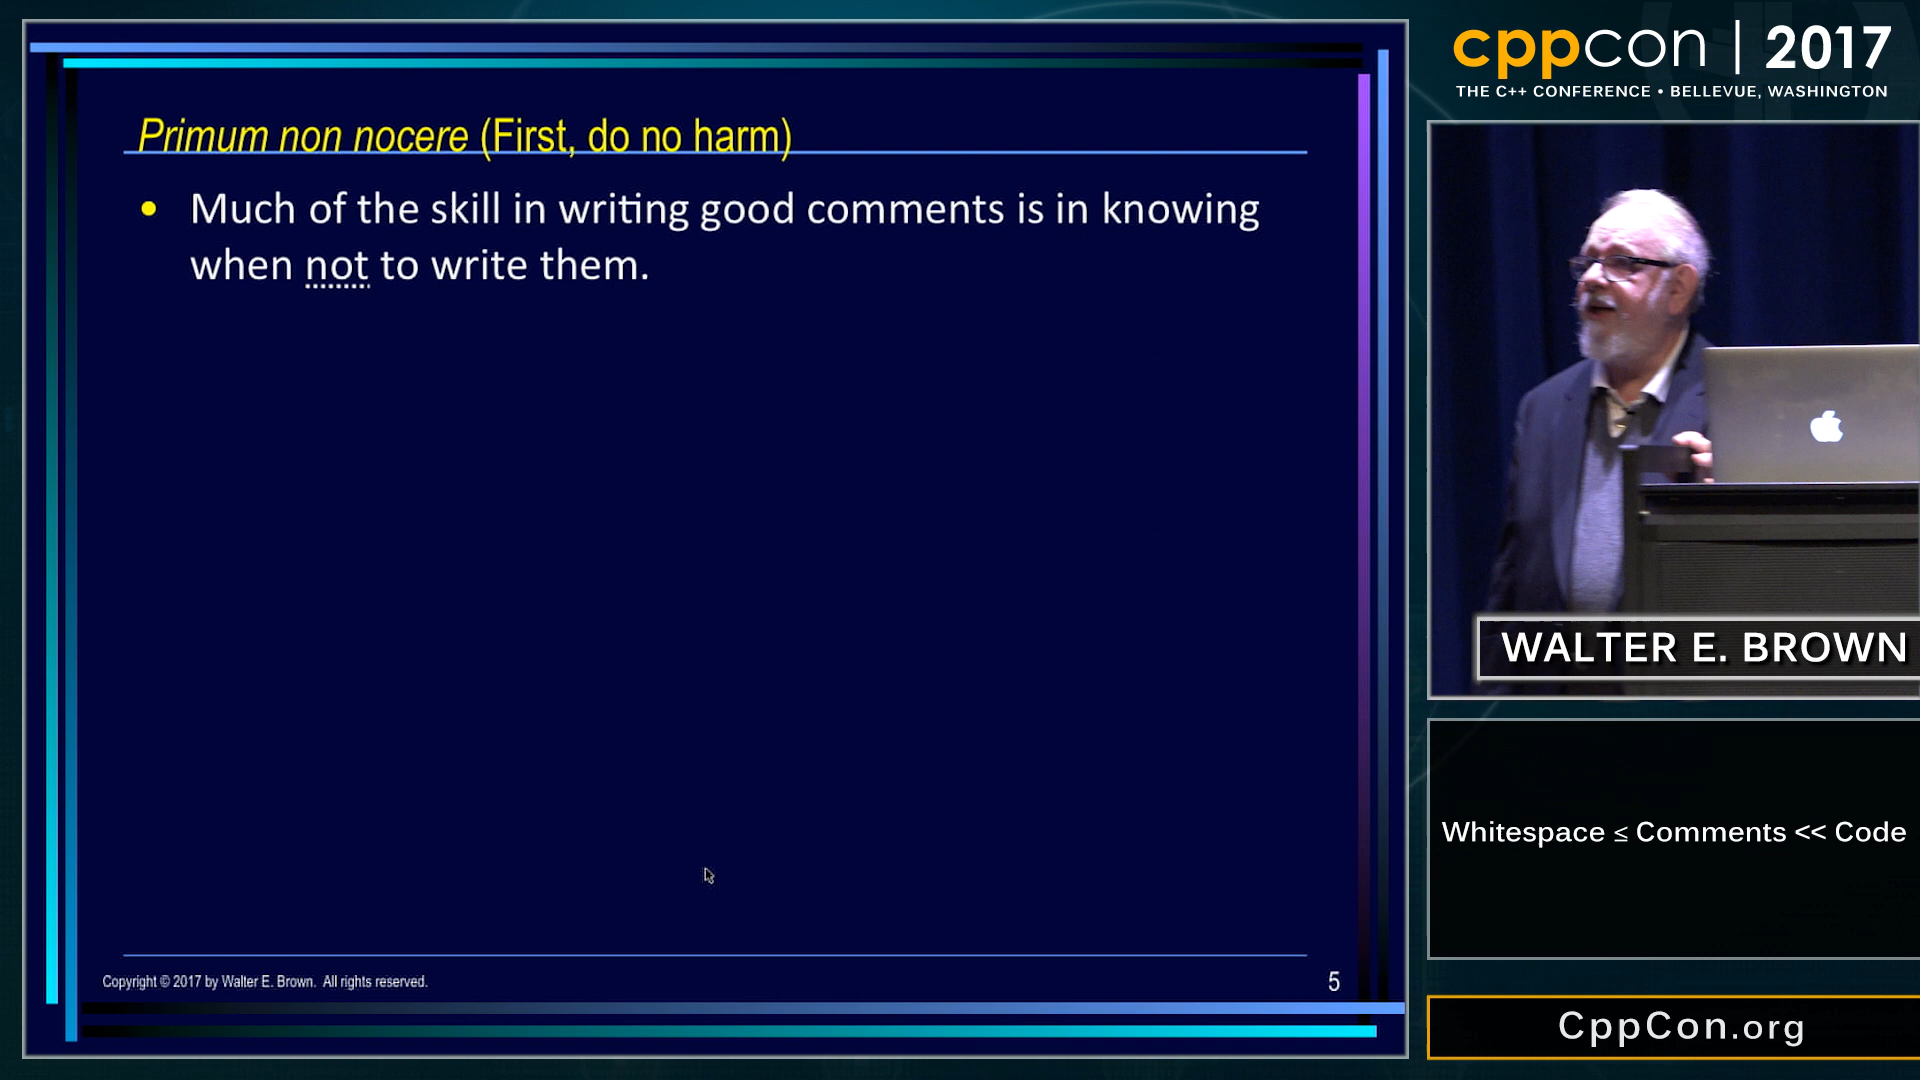 Primum non nocere (First, do no harm)
• Much of the skill in writing good comments is in knowing
when not to write them.
Copyright © 2017 by Walter E. Brown. All rights reserved.
5
cppcon | 2017
THE C++ CONFERENCE • BELLEVUE, WASHINGTON
WALTER E. BROWN
Whitespace ≤ Comments << Code
CppCon.org